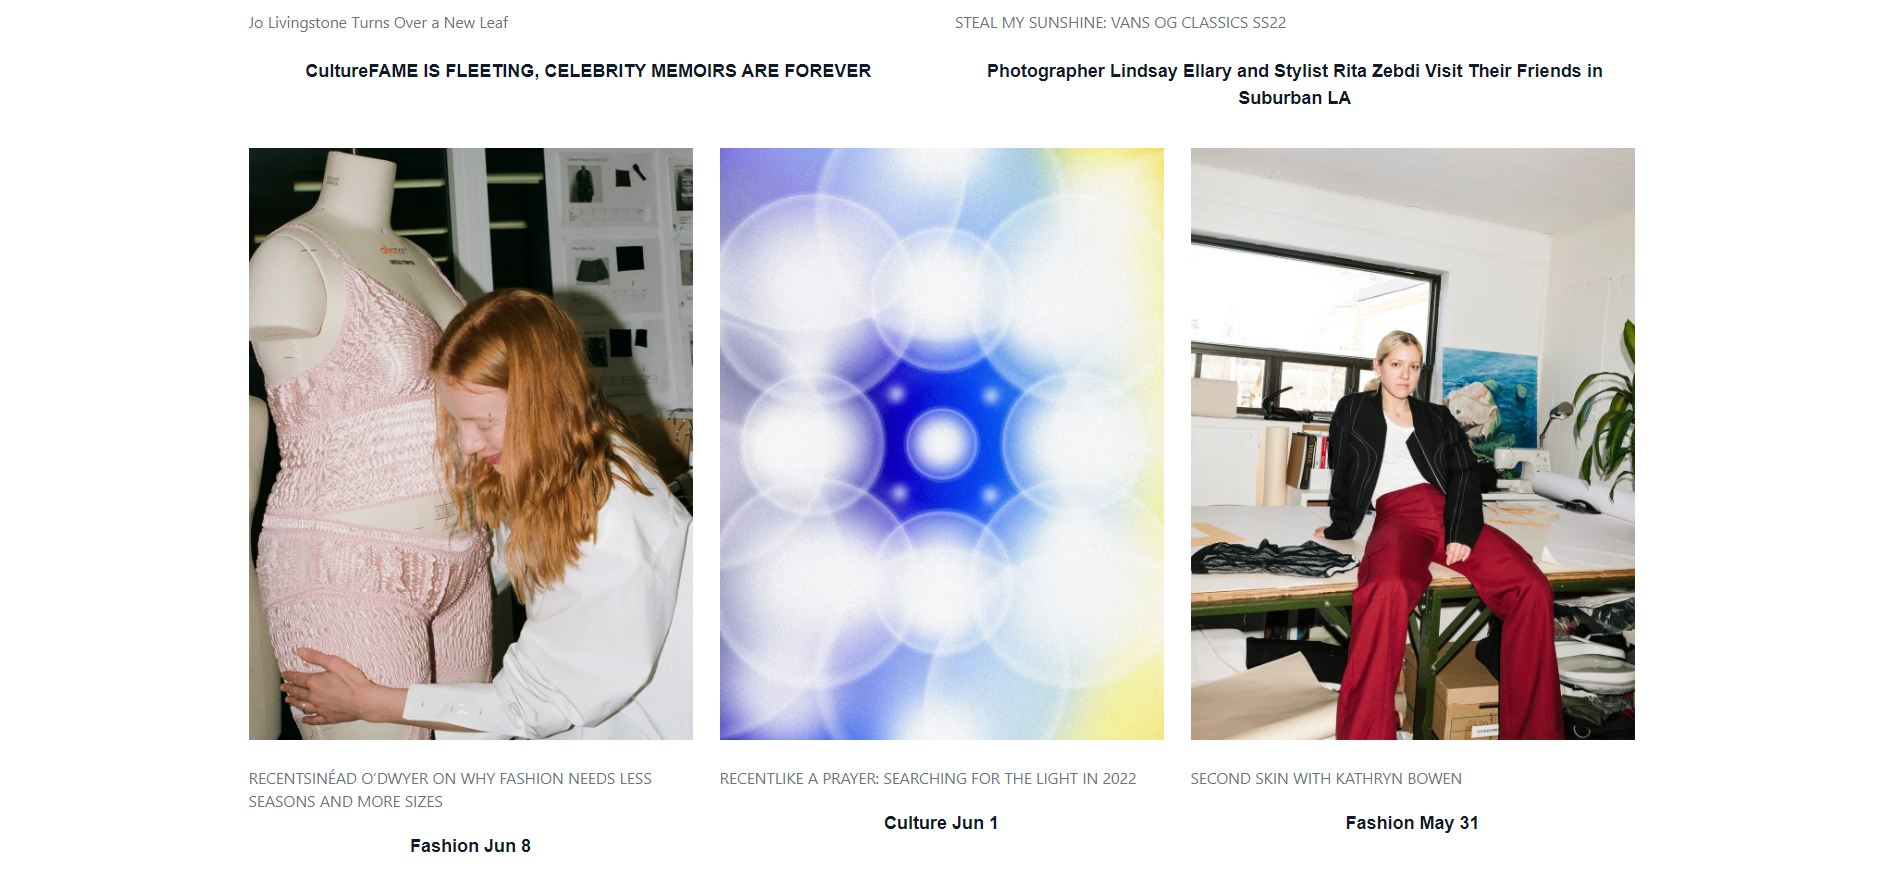 Jo Livingstone Turns Over a New Leaf
CultureFAME IS FLEETING, CELEBRITY MEMOIRS ARE FOREVER
STEAL MY SUNSHINE: VANS OG CLASSICS SS22
Photographer Lindsay Ellary and Stylist Rita Zebdi Visit Their Friends in
Suburban LA
RECENTSINÉAD O’DWYER ON WHY FASHION NEEDS LESS
SEASONS AND MORE SIZES
Fashion Jun 8
RECENTLIKE A PRAYER: SEARCHING FOR THE LIGHT IN 2022
Culture Jun 1
SECOND SKIN WITH KATHRYN BOWEN
Fashion May 31